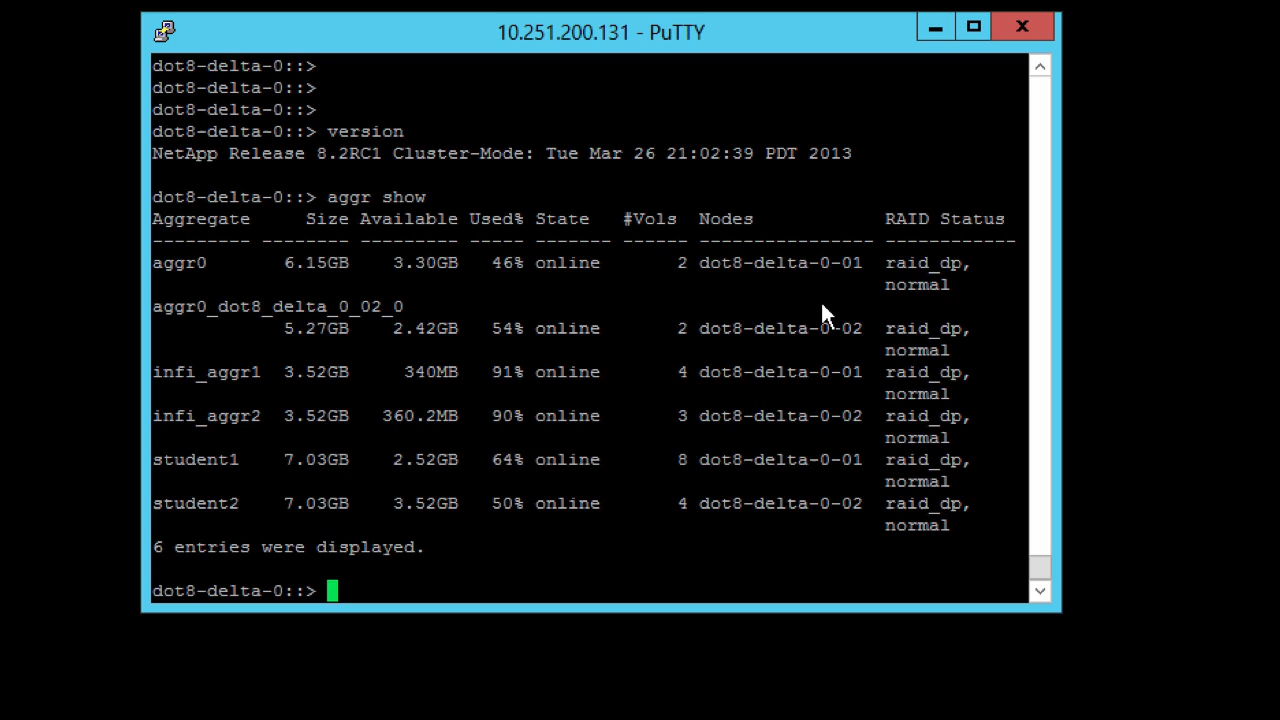 10.251.200.131 - PuTTY
dot8-delta-0::>
dot8-delta-0::>
dot8-delta-0::>
dot8-delta-0::> version
NetApp Release 8.2RC1 Cluster-Mode: Tue Mar 26 21:02:39 PDT 2013
dot8-delta-0::> aggr show
Aggregate     Size Available Used% State   #Vols  Nodes            RAID Status
--------- -------- --------- ----- ------- ------ ---------------- ------------
aggr0       6.15GB    3.30GB   46% online       2 dot8-delta-0-01  raid_dp,
                                                                   normal
aggr0_dot8_delta_0_02_0
            5.27GB    2.42GB   54% online       2 dot8-delta-0-02  raid_dp,
                                                                   normal
infi_aggr1  3.52GB     340MB   91% online       4 dot8-delta-0-01  raid_dp,
                                                                   normal
infi_aggr2  3.52GB   360.2MB   90% online       3 dot8-delta-0-02  raid_dp,
                                                                   normal
student1    7.03GB    2.52GB   64% online       8 dot8-delta-0-01  raid_dp,
                                                                   normal
student2    7.03GB    3.52GB   50% online       4 dot8-delta-0-02  raid_dp,
                                                                   normal
6 entries were displayed.
dot8-delta-0::>